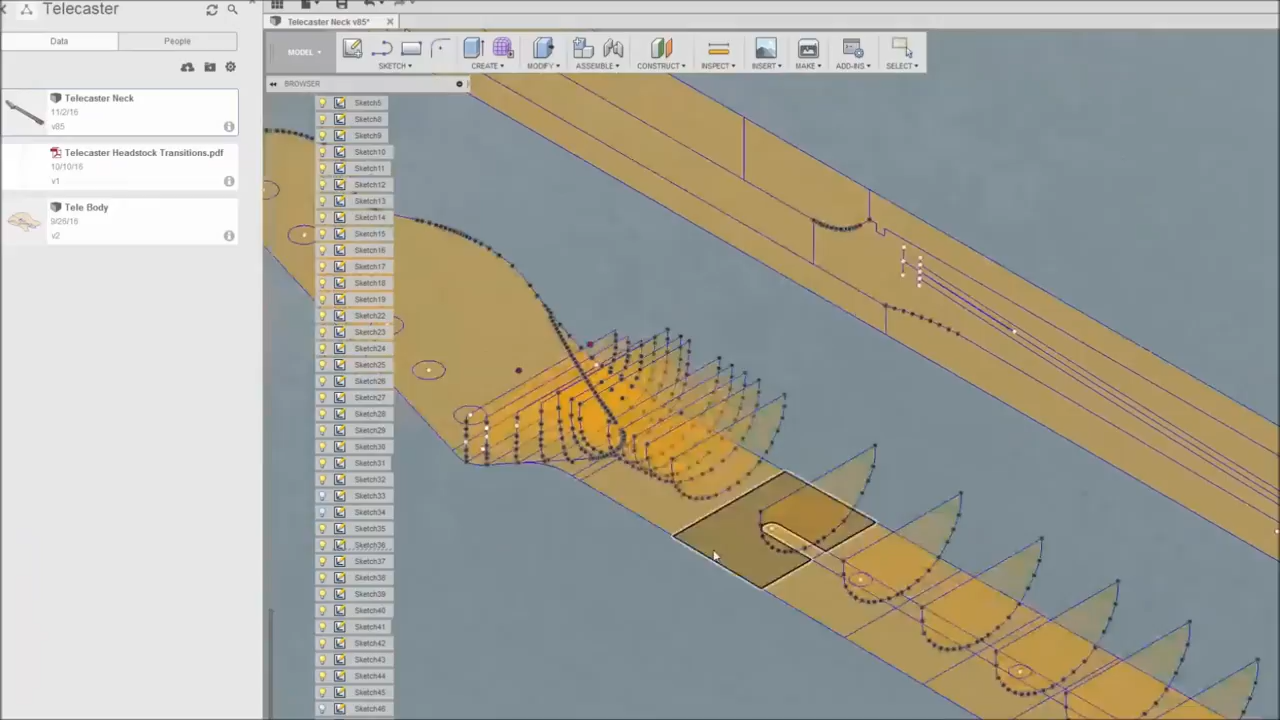 Telecaster
Data
People
Telecaster Neck
11/2/16
v85
Telecaster Headstock Transitions.pdf
10/10/16
v1
Tele Body
9/26/16
v2
Telecaster Neck v85*
MODEL
SKETCH
CREATE
MODIFY
ASSEMBLE
CONSTRUCT
INSPECT
INSERT
MAKE
ADD-INS
SELECT
BROWSER
Sketch5
Sketch8
Sketch9
Sketch10
Sketch11
Sketch12
Sketch13
Sketch14
Sketch15
Sketch16
Sketch17
Sketch18
Sketch19
Sketch22
Sketch23
Sketch24
Sketch25
Sketch26
Sketch27
Sketch28
Sketch29
Sketch30
Sketch31
Sketch32
Sketch33
Sketch34
Sketch35
Sketch36
Sketch37
Sketch38
Sketch39
Sketch40
Sketch41
Sketch42
Sketch43
Sketch44
Sketch45
Sketch46